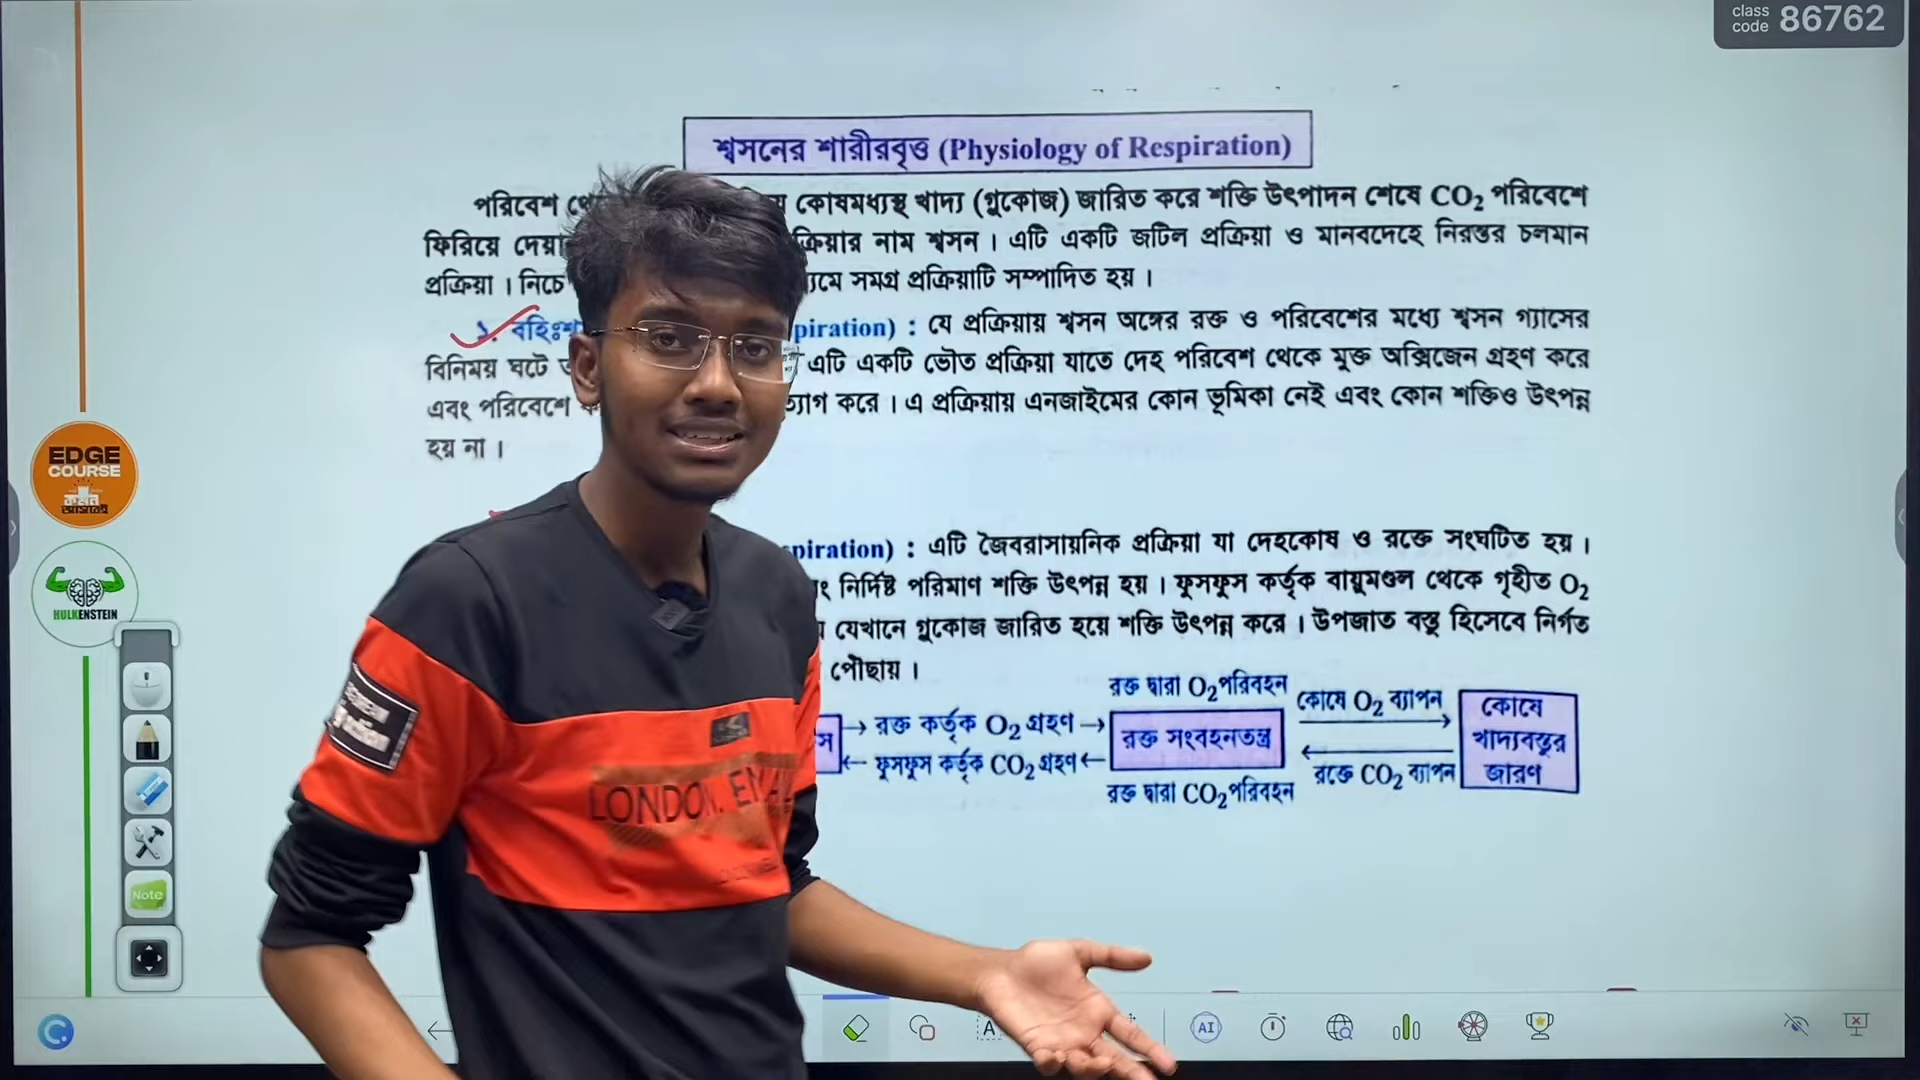 class code 86762
শ্বসনের শারীরবৃত্ত (Physiology of Respiration)
পরিবেশ কোষমধ্যস্থ খাদ্য (গ্লুকোজ) জারিত করে শক্তি উৎপাদন শেষে CO₂ পরিবেশে
ফিরিয়ে ক্রিয়ার নাম শ্বসন। এটি একটি জটিল প্রক্রিয়া ও মানবদেহে নিরন্তর চলমান
প্রক্রিয়া। নিচে সমগ্র প্রক্রিয়াটি সম্পাদিত হয়।
১. piration) : যে প্রক্রিয়ায় শ্বসন অঙ্গের রক্ত ও পরিবেশের মধ্যে শ্বসন গ্যাসের
বিনিময় ঘটে এটি একটি ভৌত প্রক্রিয়া যাতে দেহ পরিবেশ থেকে মুক্ত অক্সিজেন গ্রহণ করে
এবং পরিবেশে ত্যাগ করে। এ প্রক্রিয়ায় এনজাইমের কোন ভূমিকা নেই এবং কোন শক্তিও উৎপন্ন
হয় না।
piration) : এটি জৈবরাসায়নিক প্রক্রিয়া যা দেহকোষ ও রক্তে সংঘটিত হয়।
নির্দিষ্ট পরিমাণ শক্তি উৎপন্ন হয়। ফুসফুস কর্তৃক বায়ুমণ্ডল থেকে গৃহীত O₂
যেখানে গ্লুকোজ জারিত হয়ে শক্তি উৎপন্ন করে। উপজাত বস্তু হিসেবে নির্গত
পৌঁছায়।
রক্ত দ্বারা O₂ পরিবহন
→ রক্ত কর্তৃক O₂ গ্রহণ →
← ফুসফুস কর্তৃক CO₂ গ্রহণ ←
রক্ত সংবহনতন্ত্র
রক্ত দ্বারা CO₂ পরিবহন
কোষে O₂ ব্যাপন
রক্তে CO₂ ব্যাপন
কোষে
খাদ্যবস্তুর
জারণ
EDGE
COURSE
HULKENSTEIN
Note
LONDON.
AI
A